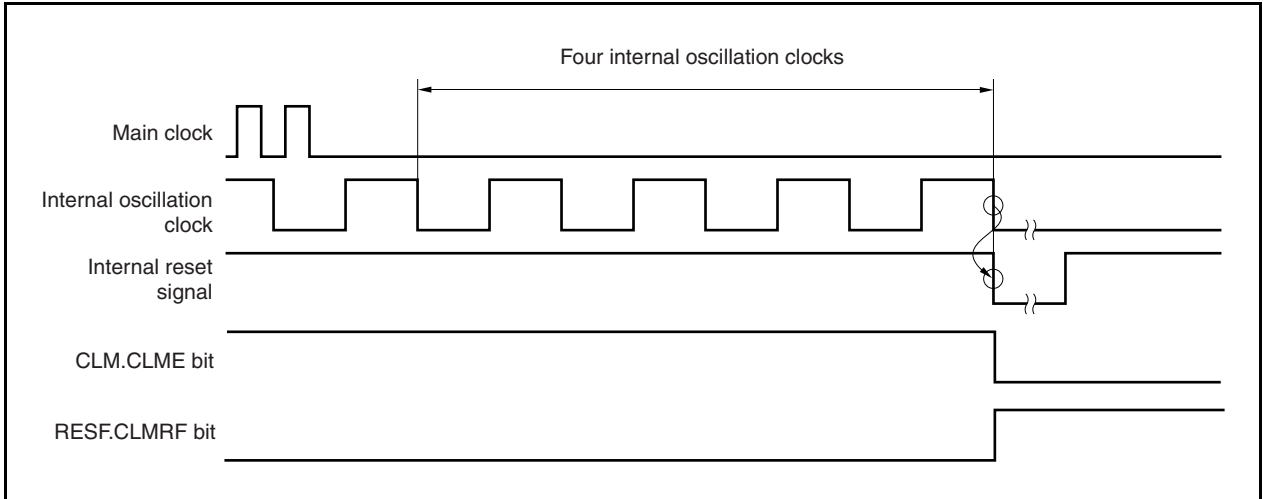 Four internal oscillation clocks
Main clock
Internal oscillation
clock
Internal reset
signal
CLM.CLME bit
RESF.CLMRF bit